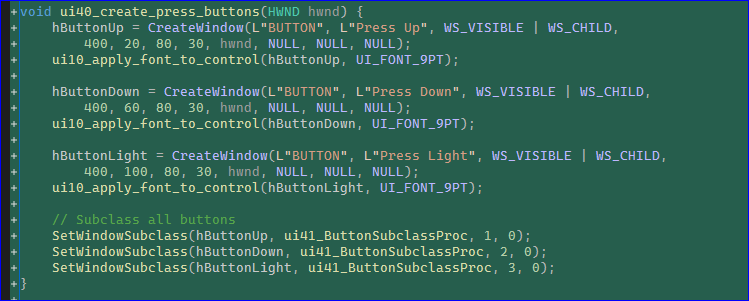 +void ui40_create_press_buttons(HWND hwnd) {
+    hButtonUp = CreateWindow(L"BUTTON", L"Press Up", WS_VISIBLE | WS_CHILD,
+        400, 20, 80, 30, hwnd, NULL, NULL, NULL);
+    ui10_apply_font_to_control(hButtonUp, UI_FONT_9PT);
+
+    hButtonDown = CreateWindow(L"BUTTON", L"Press Down", WS_VISIBLE | WS_CHILD,
+        400, 60, 80, 30, hwnd, NULL, NULL, NULL);
+    ui10_apply_font_to_control(hButtonDown, UI_FONT_9PT);
+
+    hButtonLight = CreateWindow(L"BUTTON", L"Press Light", WS_VISIBLE | WS_CHILD,
+        400, 100, 80, 30, hwnd, NULL, NULL, NULL);
+    ui10_apply_font_to_control(hButtonLight, UI_FONT_9PT);
+
+    // Subclass all buttons
+    SetWindowSubclass(hButtonUp, ui41_ButtonSubclassProc, 1, 0);
+    SetWindowSubclass(hButtonDown, ui41_ButtonSubclassProc, 2, 0);
+    SetWindowSubclass(hButtonLight, ui41_ButtonSubclassProc, 3, 0);
+}
+